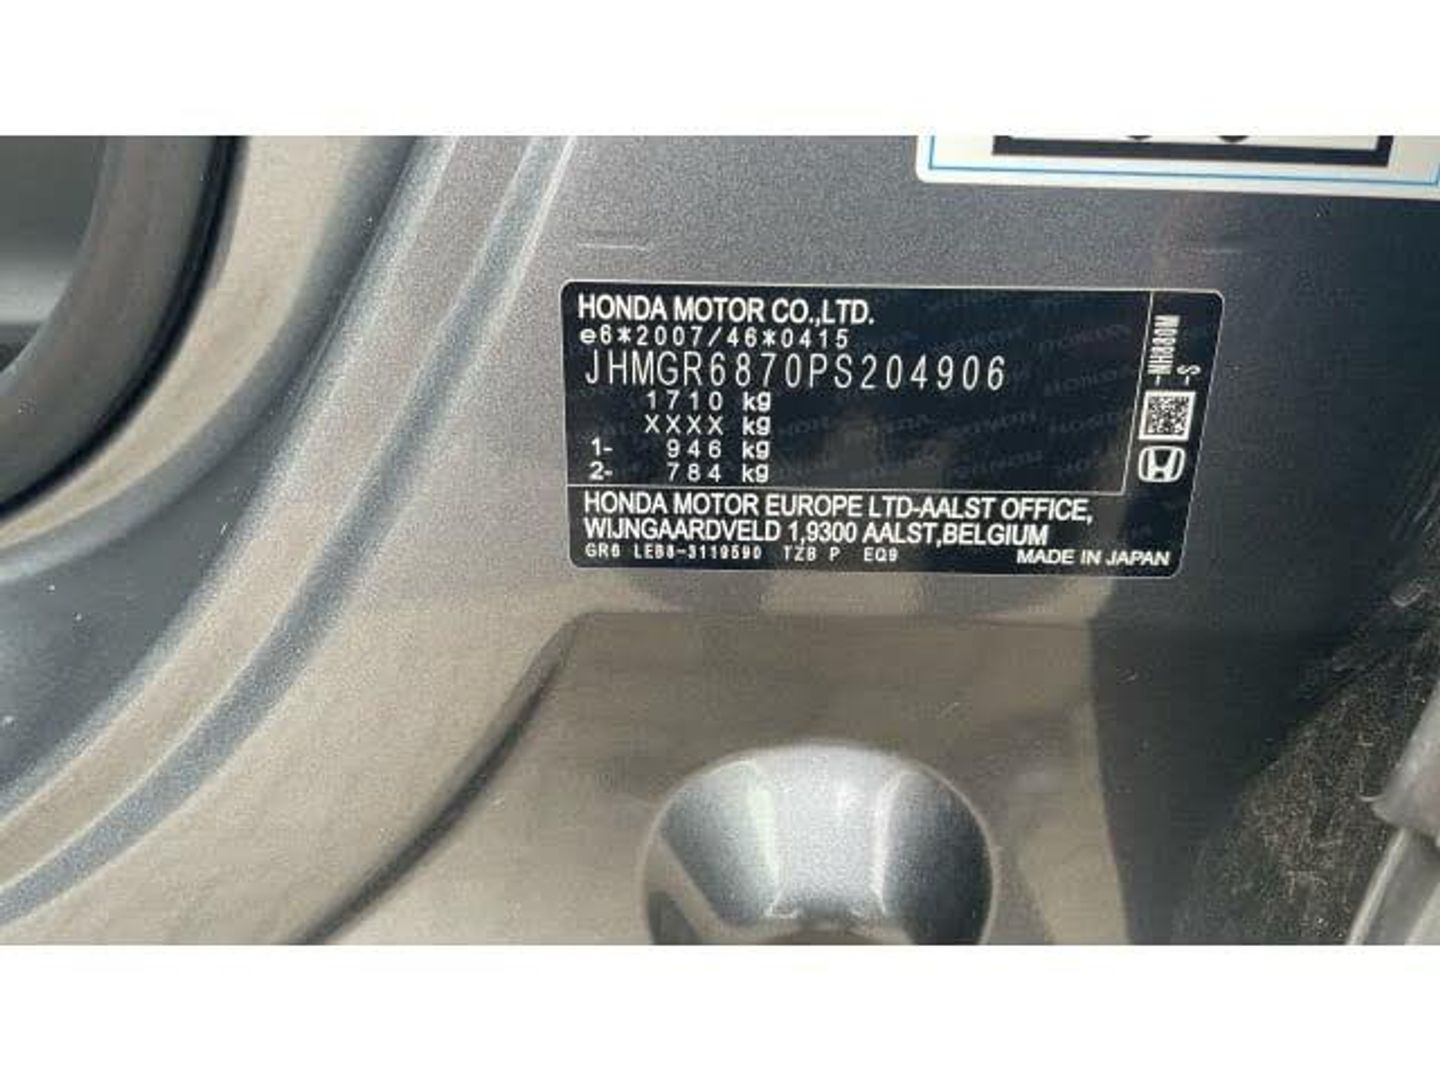 HONDA MOTOR CO.,LTD.
e6*2007/46*0415
JHMGR6870PS204906
1710 kg
XXXX kg
1- 946 kg
2- 784 kg
HONDA MOTOR EUROPE LTD-AALST OFFICE,
WIJNGAARDVELD 1,9300 AALST,BELGIUM
GR6 LEB8-3119590 TZB P EQ9
MADE IN JAPAN
-S-